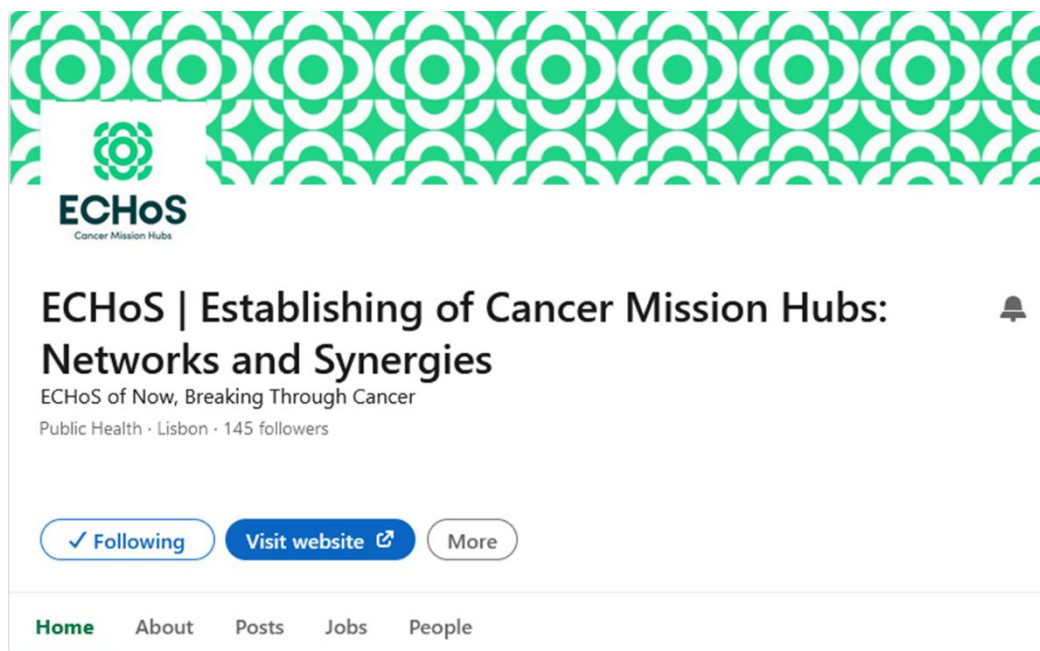 ECHoS
Cancer Mission Hubs
ECHoS | Establishing of Cancer Mission Hubs:
Networks and Synergies
ECHoS of Now, Breaking Through Cancer
Public Health · Lisbon · 145 followers
Following
Visit website
More
Home
About
Posts
Jobs
People